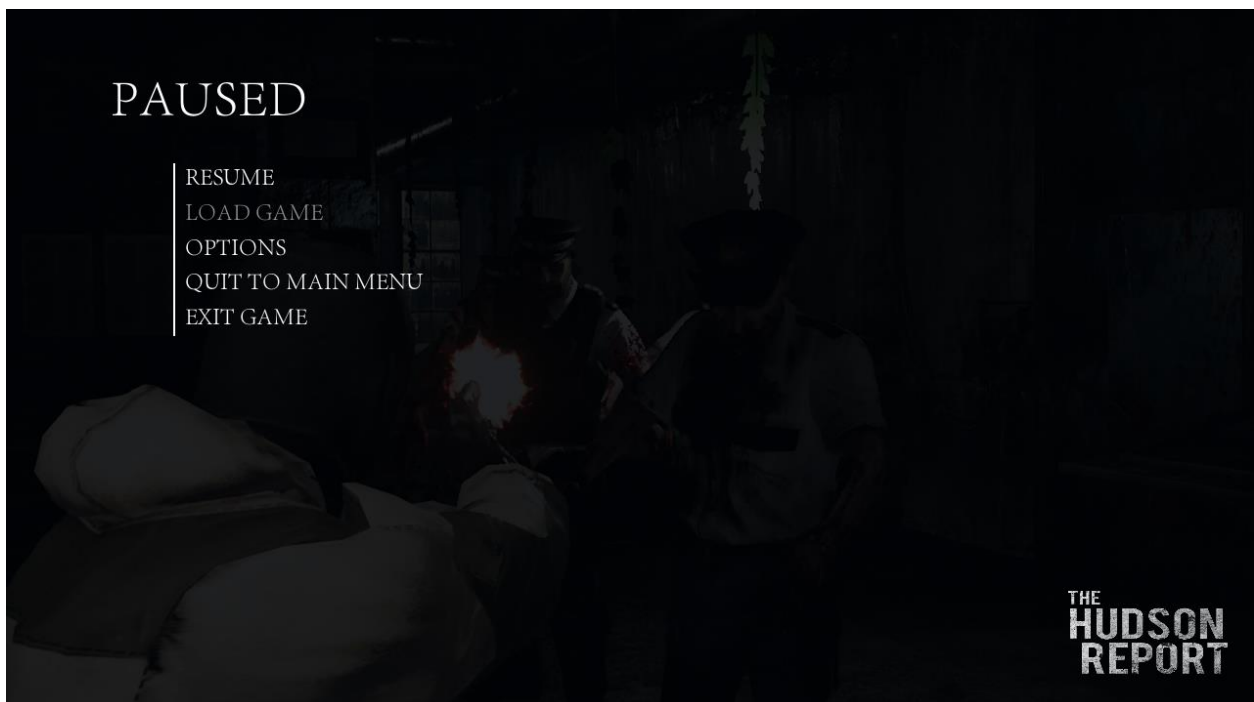 PAUSED
RESUME
LOAD GAME
OPTIONS
QUIT TO MAIN MENU
EXIT GAME
THE
HUDSON
REPORT